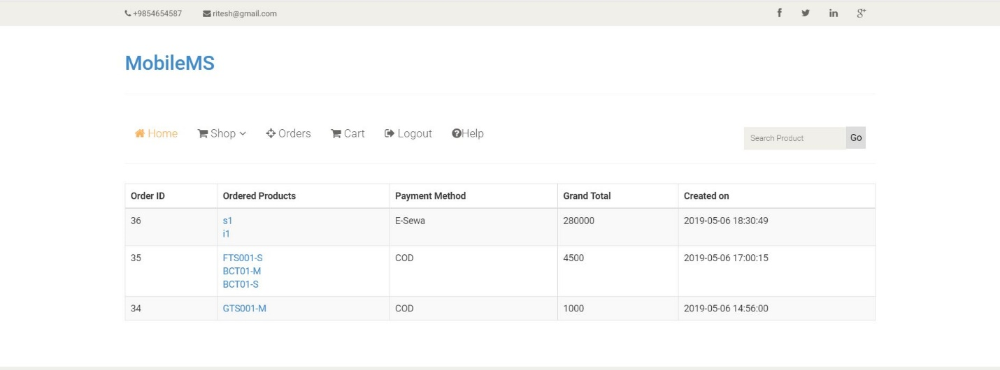 +9854654587 ritesh@gmail.com f in g+
MobileMS
Home Shop Orders Cart Logout Help
Search Product Go
Order ID Ordered Products Payment Method Grand Total Created on
36 s1 E-Sewa 280000 2019-05-06 18:30:49
i1
35 FTS001-S COD 4500 2019-05-06 17:00:15
BCT01-M
BCT01-S
34 GTS001-M COD 1000 2019-05-06 14:56:00